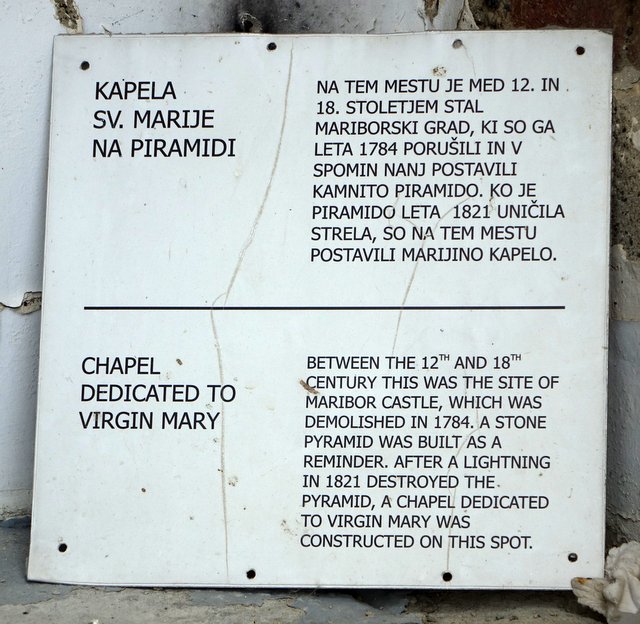 KAPELA
SV. MARIJE
NA PIRAMIDI
NA TEM MESTU JE MED 12. IN
18. STOLETJEM STAL
MARIBORSKI GRAD, KI SO GA
LETA 1784 PORUŠILI IN V
SPOMIN NANJ POSTAVILI
KAMNITO PIRAMIDO. KO JE
PIRAMIDO LETA 1821 UNIČILA
STRELA, SO NA TEM MESTU
POSTAVILI MARIJINO KAPELO.
CHAPEL
DEDICATED TO
VIRGIN MARY
BETWEEN THE 12TH AND 18TH
CENTURY THIS WAS THE SITE OF
MARIBOR CASTLE, WHICH WAS
DEMOLISHED IN 1784. A STONE
PYRAMID WAS BUILT AS A
REMINDER. AFTER A LIGHTNING
IN 1821 DESTROYED THE
PYRAMID, A CHAPEL DEDICATED
TO VIRGIN MARY WAS
CONSTRUCTED ON THIS SPOT.